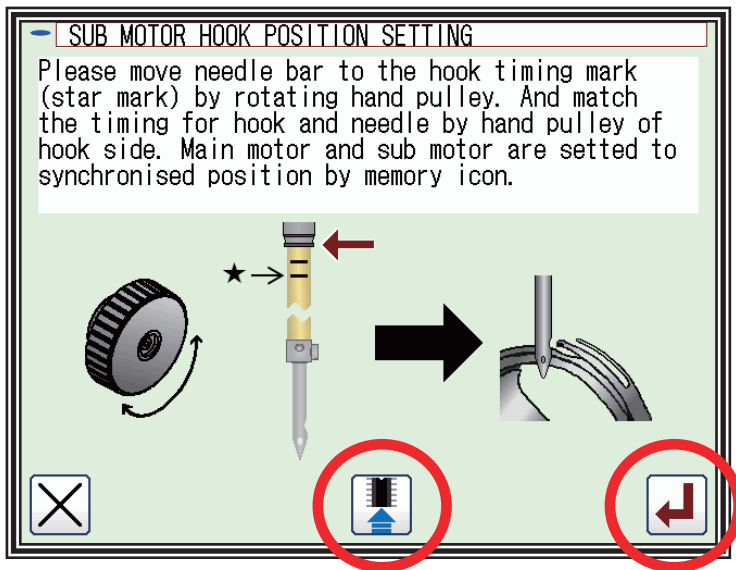 SUB MOTOR HOOK POSITION SETTING
Please move needle bar to the hook timing mark
(star mark) by rotating hand pulley. And match
the timing for hook and needle by hand pulley of
hook side. Main motor and sub motor are setted to
synchronised position by memory icon.